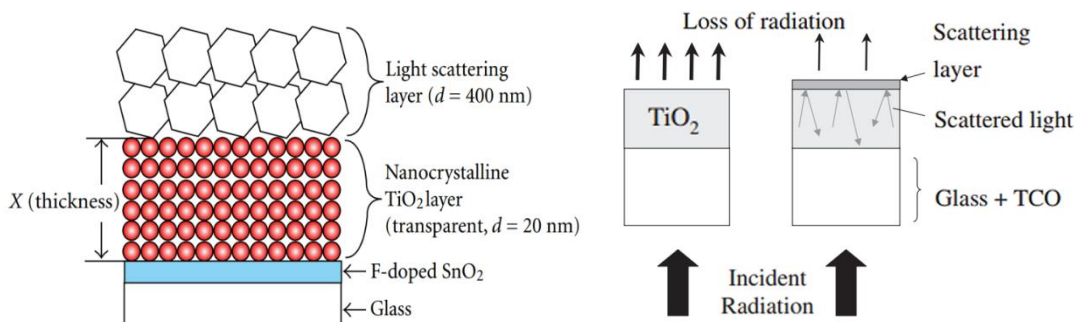 Light scattering
layer (d = 400 nm)
X (thickness)
Nanocrystalline
TiO2 layer
(transparent, d = 20 nm)
F-doped SnO2
Glass
Loss of radiation
Scattering
layer
TiO2
Scattered light
Glass + TCO
Incident
Radiation